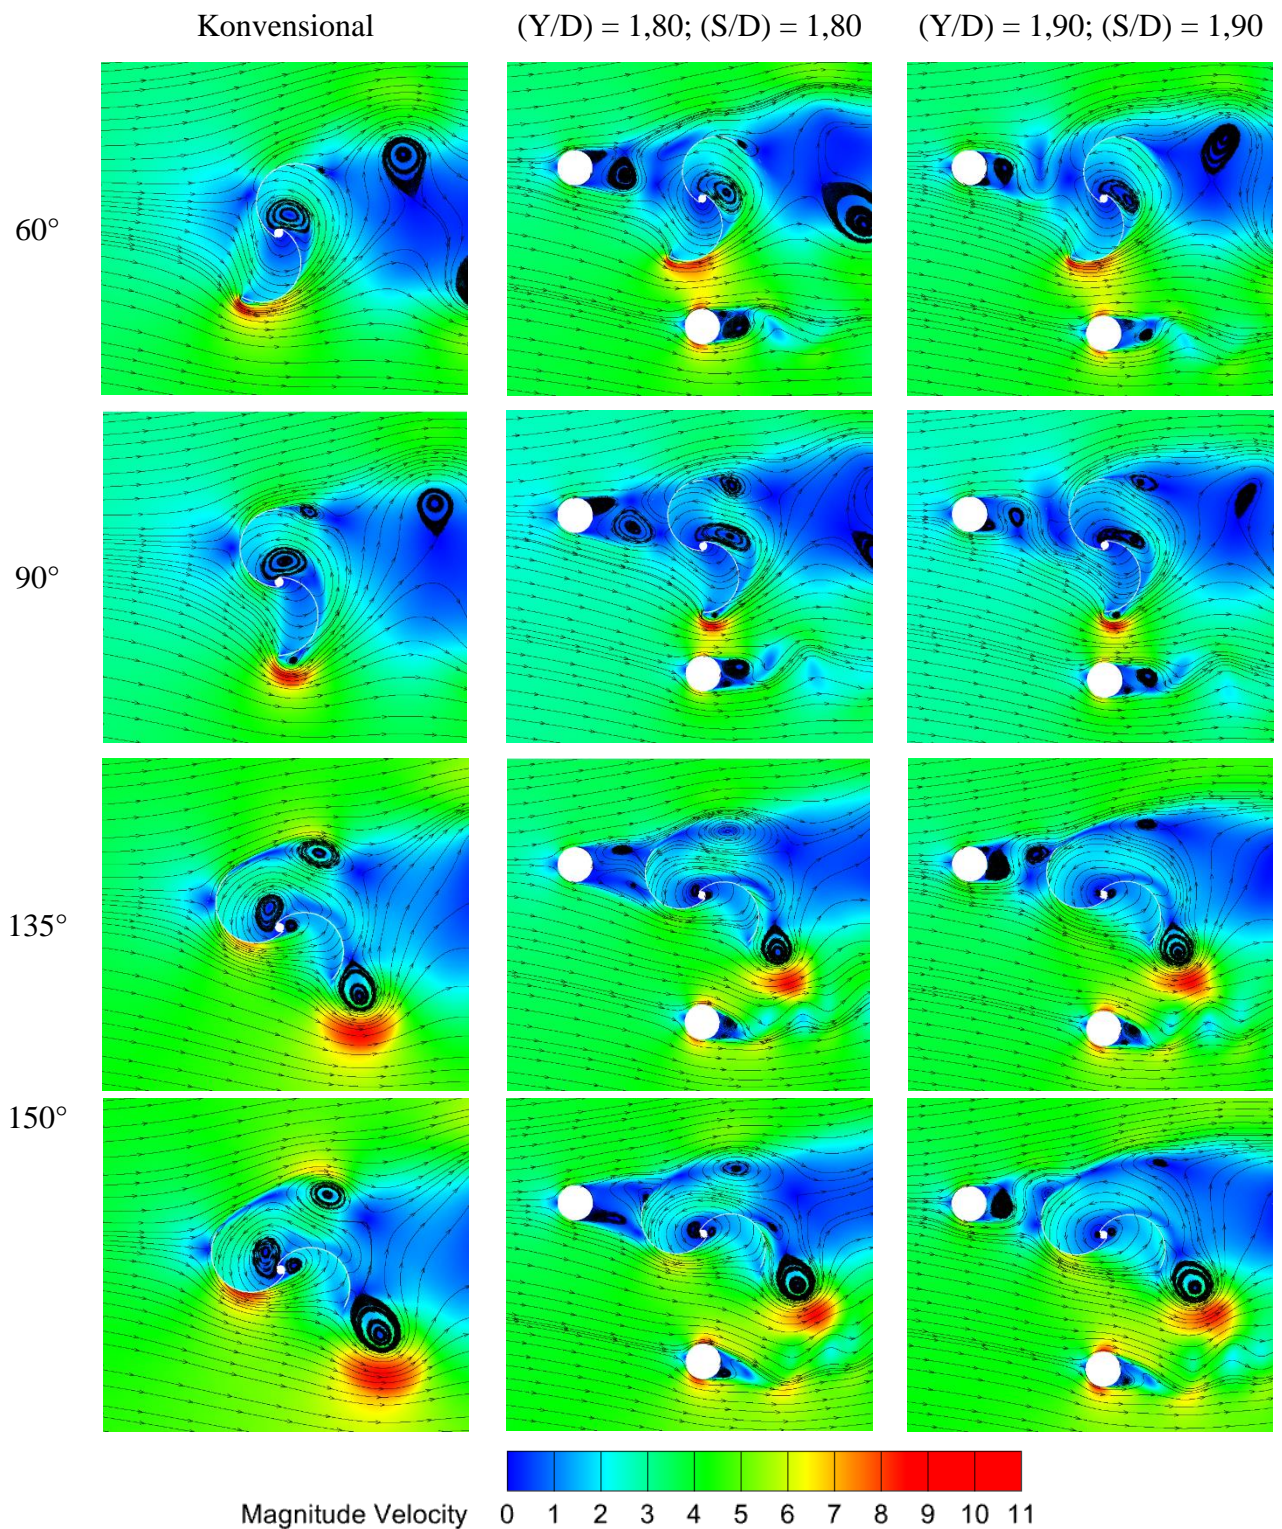 Konvensional (Y/D) = 1,80; (S/D) = 1,80 (Y/D) = 1,90; (S/D) = 1,90
60°
90°
135°
150°
Magnitude Velocity 0 1 2 3 4 5 6 7 8 9 10 11